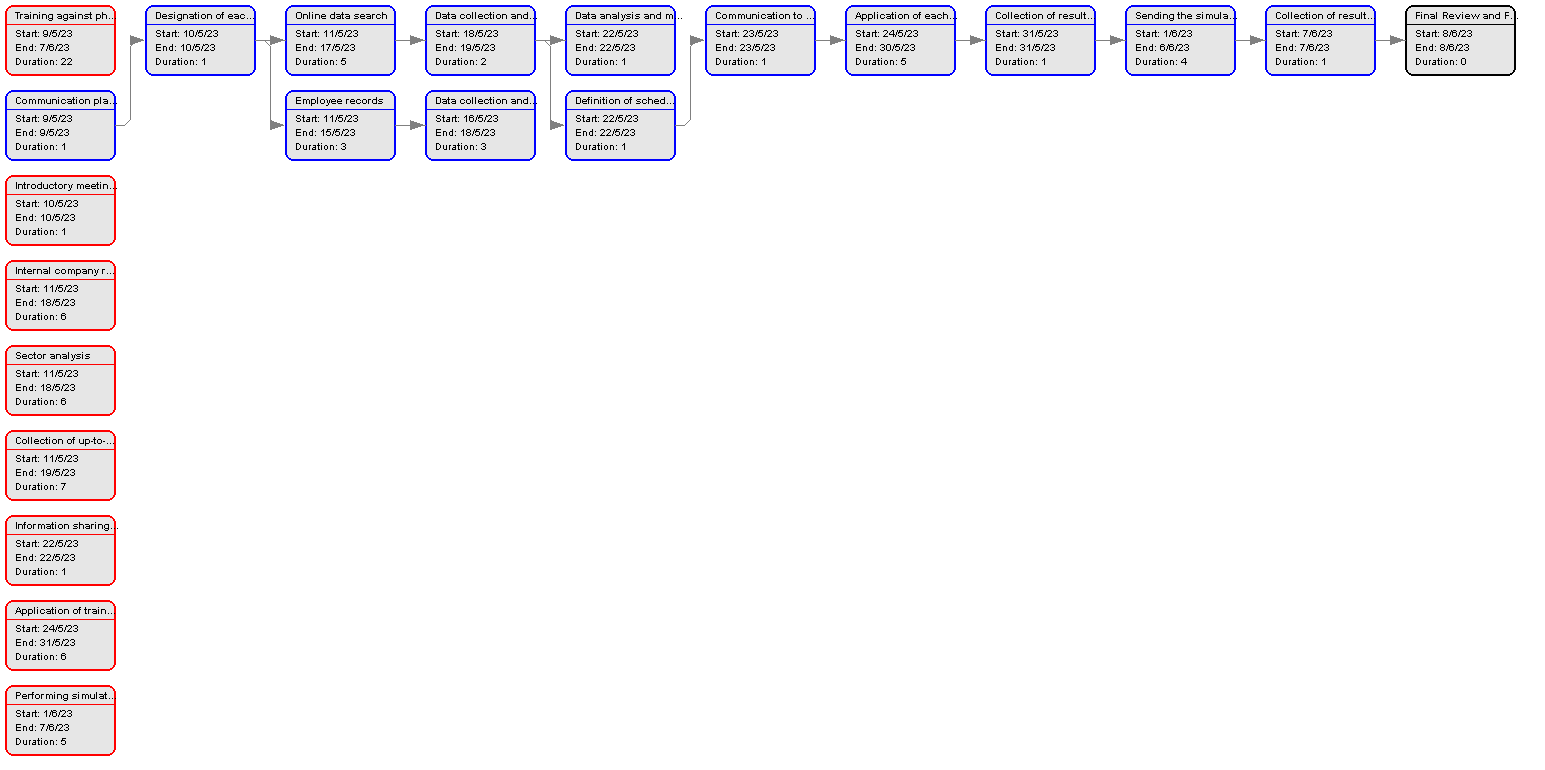 Training against ph...
Start: 9/5/23
End: 7/6/23
Duration: 22
Designation of eac...
Start: 10/5/23
End: 10/5/23
Duration: 1
Online data search
Start: 11/5/23
End: 17/5/23
Duration: 5
Data collection and...
Start: 18/5/23
End: 19/5/23
Duration: 2
Data analysis and m...
Start: 22/5/23
End: 22/5/23
Duration: 1
Communication to ...
Start: 23/5/23
End: 23/5/23
Duration: 1
Application of each...
Start: 24/5/23
End: 30/5/23
Duration: 5
Collection of result...
Start: 31/5/23
End: 31/5/23
Duration: 1
Sending the simula...
Start: 1/6/23
End: 6/6/23
Duration: 4
Collection of result...
Start: 7/6/23
End: 7/6/23
Duration: 1
Final Review and F...
Start: 8/6/23
End: 8/6/23
Duration: 0
Communication pla...
Start: 9/5/23
End: 9/5/23
Duration: 1
Employee records
Start: 11/5/23
End: 15/5/23
Duration: 3
Data collection and...
Start: 16/5/23
End: 18/5/23
Duration: 3
Definition of sched...
Start: 22/5/23
End: 22/5/23
Duration: 1
Introductory meetin...
Start: 10/5/23
End: 10/5/23
Duration: 1
Internal company r...
Start: 11/5/23
End: 18/5/23
Duration: 6
Sector analysis
Start: 11/5/23
End: 18/5/23
Duration: 6
Collection of up-to-...
Start: 11/5/23
End: 19/5/23
Duration: 7
Information sharing...
Start: 22/5/23
End: 22/5/23
Duration: 1
Application of train...
Start: 24/5/23
End: 31/5/23
Duration: 6
Performing simulat...
Start: 1/6/23
End: 7/6/23
Duration: 5